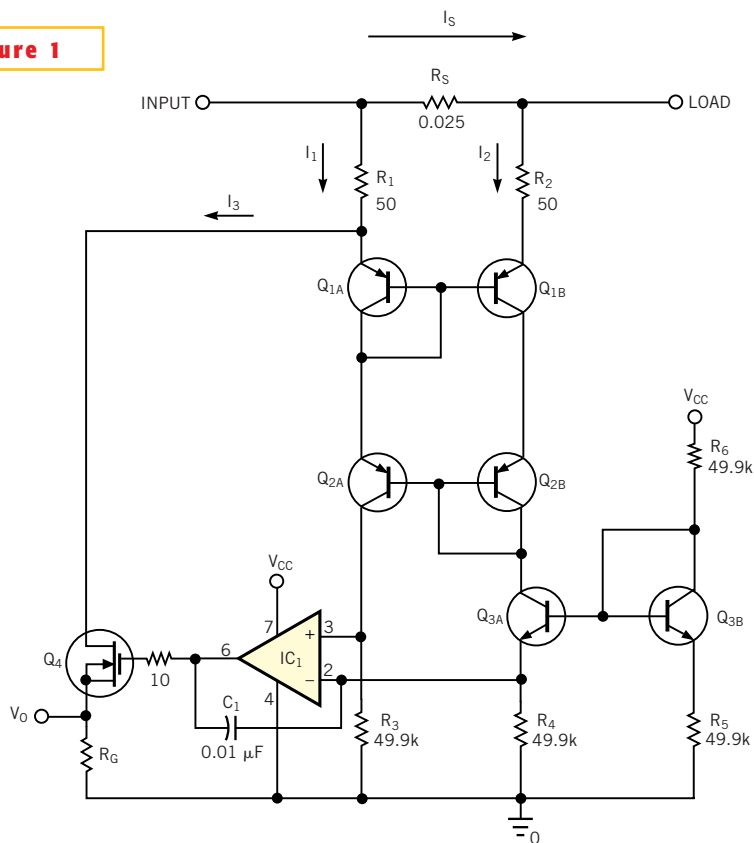 ure 1
I_S
R_S
INPUT
LOAD
0.025
I_1
I_2
R_1
50
R_2
50
I_3
Q_1A
Q_1B
V_CC
R_6
49.9k
Q_2A
Q_2B
V_CC
Q_3A
Q_3B
7
3
+
6
IC_1
Q_4
2
−
10
4
V_O
C_1
R_3
49.9k
R_4
49.9k
R_5
49.9k
0.01 μF
R_G
0